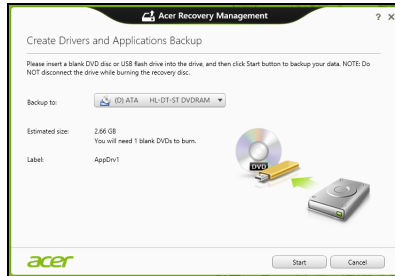 Acer Recovery Management
? X
Create Drivers and Applications Backup
Please insert a blank DVD disc or USB flash drive into the drive, and then click Start button to backup your data. NOTE: Do
NOT disconnect the drive while burning the recovery disc.
Backup to: (D) ATA HL-DT-ST DVDRAM
Estimated size: 2.66 GB
You will need 1 blank DVDs to burn.
Label: AppDrv1
DVD
acer
Start Cancel